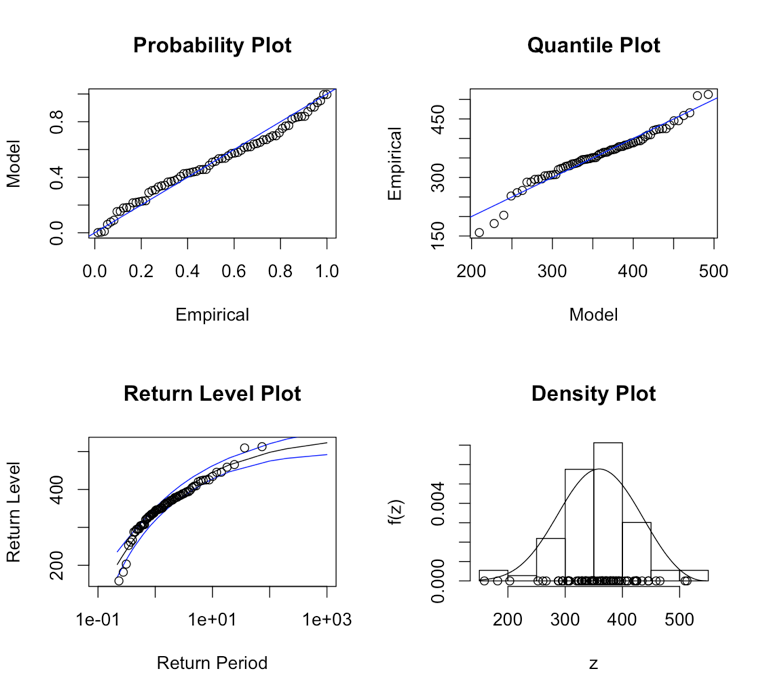 Probability Plot
Model
0.0 0.4 0.8
0.0 0.2 0.4 0.6 0.8 1.0
Empirical
Quantile Plot
Empirical
150 300 450
200 300 400 500
Model
Return Level Plot
Return Level
200 400
1e-01 1e+01 1e+03
Return Period
Density Plot
f(z)
0.000 0.004
200 300 400 500
z